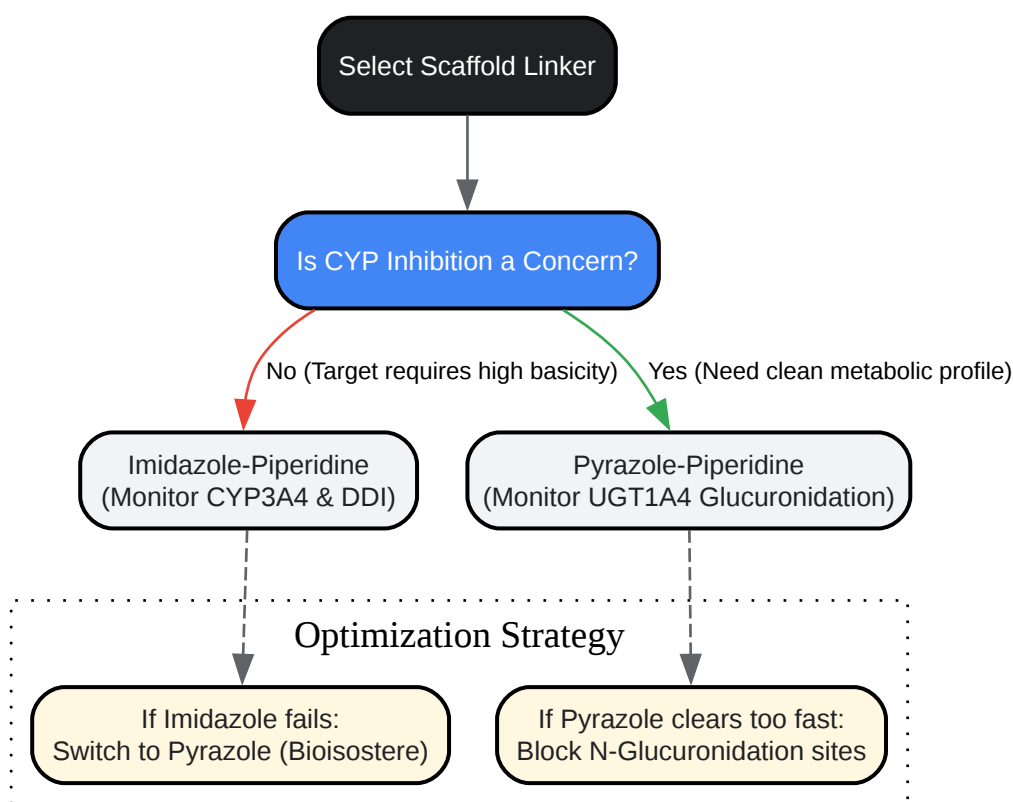 Select Scaffold Linker
Is CYP Inhibition a Concern?
No (Target requires high basicity)
Yes (Need clean metabolic profile)
Imidazole-Piperidine
(Monitor CYP3A4 & DDI)
Pyrazole-Piperidine
(Monitor UGT1A4 Glucuronidation)
Optimization Strategy
If Imidazole fails:
Switch to Pyrazole (Bioisostere)
If Pyrazole clears too fast:
Block N-Glucuronidation sites